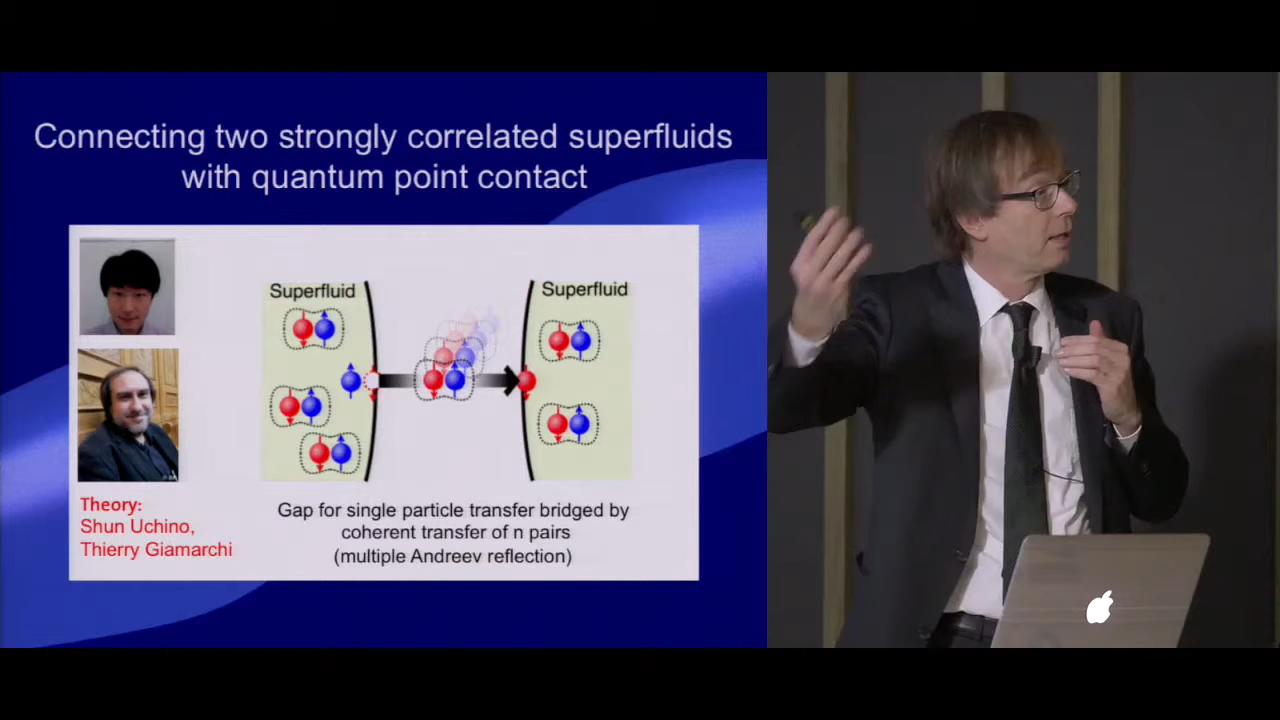 Connecting two strongly correlated superfluids
with quantum point contact
Superfluid
Superfluid
Theory:
Shun Uchino,
Thierry Giamarchi
Gap for single particle transfer bridged by
coherent transfer of n pairs
(multiple Andreev reflection)